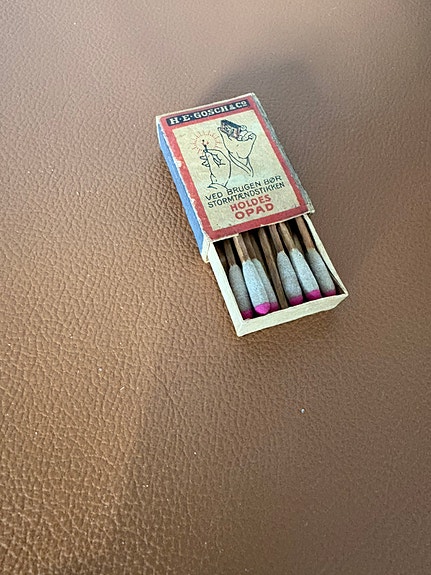 H·E·GOSCH & Co
VED BRUGEN BØR
STORMTÆNDSTIKKEN
HOLDES
OPAD